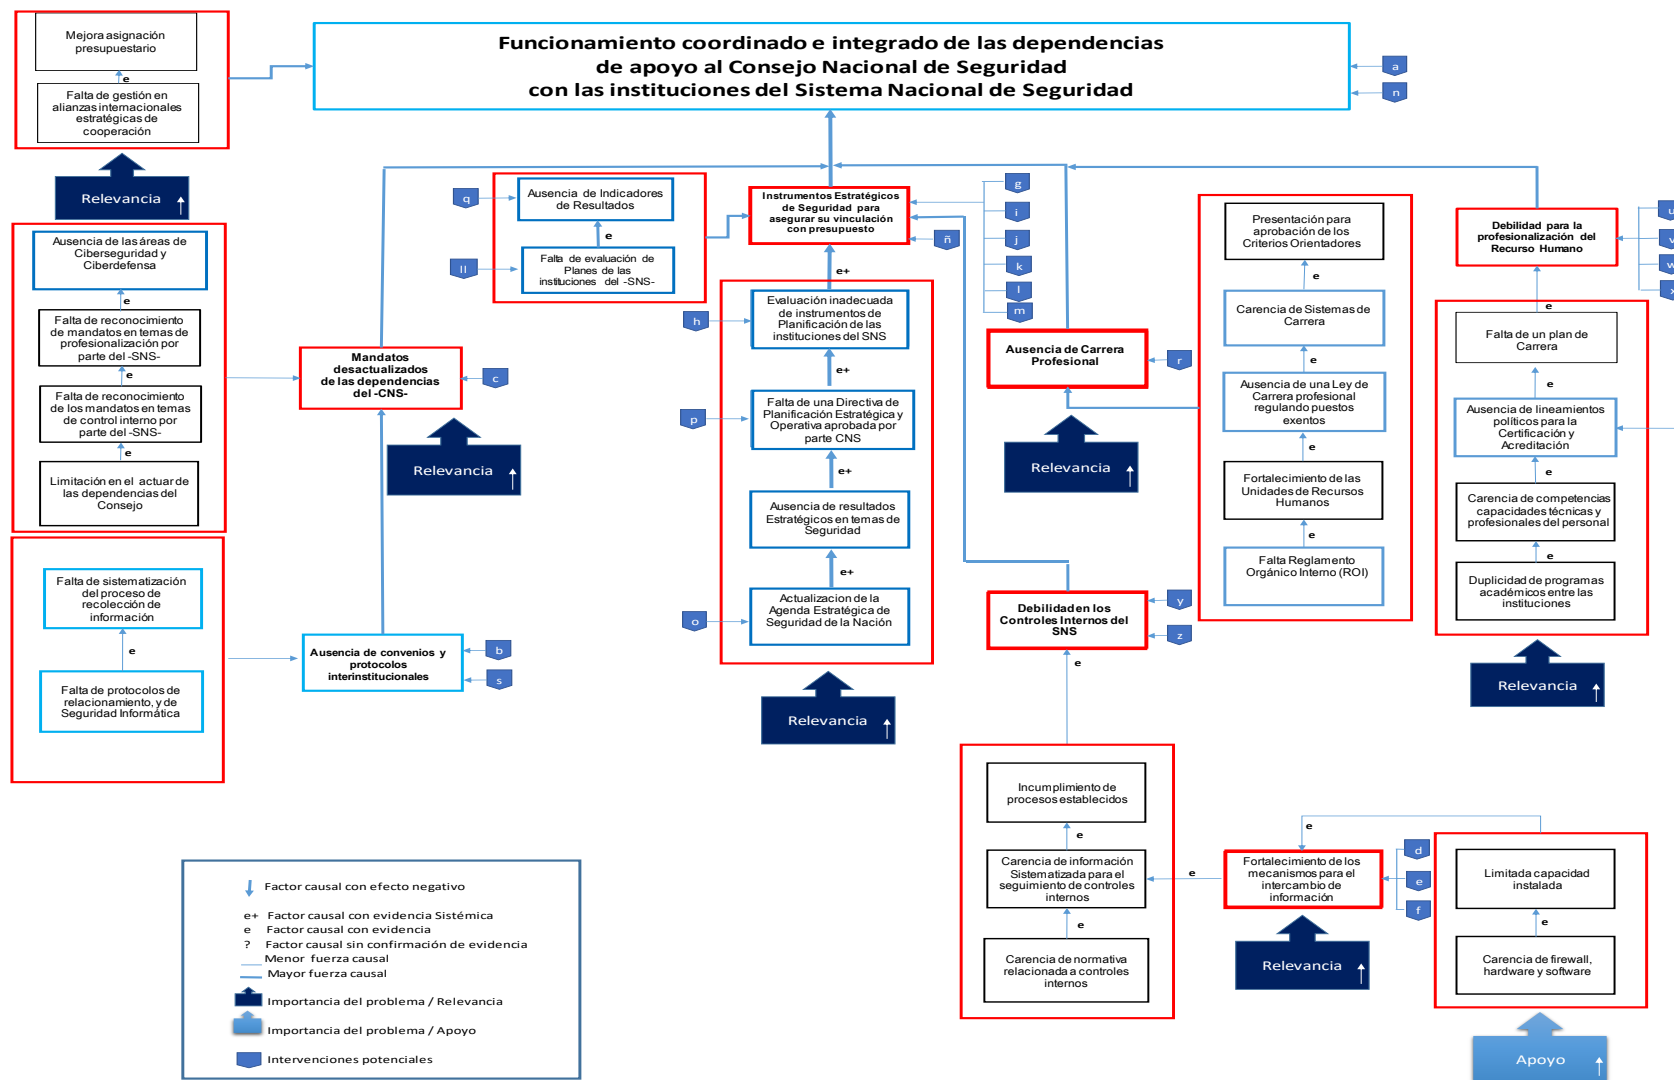 Mejora asignación
presupuestario
e
Falta de gestión en
alianzas internacionales
estratégicas de
cooperación
Relevancia
Funcionamiento coordinado e integrado de las dependencias
de apoyo al Consejo Nacional de Seguridad
con las instituciones del Sistema Nacional de Seguridad
a
n
Ausencia de las áreas de
Ciberseguridad y
Ciberdefensa
e
Falta de reconocimiento
de mandatos en temas de
profesionalización por
parte del -SNS-
e
Falta de reconocimiento
de los mandatos en temas
de control interno por
parte del -SNS-
e
Limitación en el actuar de
las dependencias del
Consejo
Falta de sistematización
del proceso de
recolección de
información
e
Falta de protocolos de
relacionamiento, y de
Seguridad Informática
Mandatos
desactualizados
de las dependencias
del -CNS-
c
Relevancia
Ausencia de convenios y
protocolos
interinstitucionales
b
s
q
Ausencia de Indicadores
de Resultados
e
ll
Falta de evaluación de
Planes de las
instituciones del -SNS-
Instrumentos Estratégicos
de Seguridad para
asegurar su vinculación
con presupuesto
g
i
ñ
j
k
l
m
e+
h
Evaluación inadecuada
de instrumentos de
Planificación de las
instituciones del SNS
e+
p
Falta de una Directiva de
Planificación Estratégica y
Operativa aprobada por
parte CNS
e+
Ausencia de resultados
Estratégicos en temas de
Seguridad
e+
o
Actualizacion de la
Agenda Estratégica de
Seguridad de la Nación
Relevancia
Ausencia de Carrera
Profesional
r
Relevancia
Presentación para
aprobación de los
Criterios Orientadores
e
Carencia de Sistemas de
Carrera
e
Ausencia de una Ley de
Carrera profesional
regulando puestos
exentos
e
Fortalecimiento de las
Unidades de Recursos
Humanos
e
Falta Reglamento
Orgánico Interno (ROI)
Debilidad para la
profesionalización del
Recurso Humano
u
v
w
x
e
Falta de un plan de
Carrera
e
Ausencia de lineamientos
políticos para la
Certificación y
Acreditación
e
Carencia de competencias
capacidades técnicas y
profesionales del personal
e
Duplicidad de programas
académicos entre las
instituciones
Relevancia
Debilidad en los
Controles Internos del
SNS
y
z
e
Incumplimiento de
procesos establecidos
e
Carencia de información
Sistematizada para el
seguimiento de controles
internos
e
Carencia de normativa
relacionada a controles
internos
e
Fortalecimiento de los
mecanismos para el
intercambio de
información
e
d
e
f
Relevancia
Limitada capacidad
instalada
e
Carencia de firewall,
hardware y software
Apoyo
Factor causal con efecto negativo
e+ Factor causal con evidencia Sistémica
e Factor causal con evidencia
? Factor causal sin confirmación de evidencia
Menor fuerza causal
Mayor fuerza causal
Importancia del problema / Relevancia
Importancia del problema / Apoyo
Intervenciones potenciales